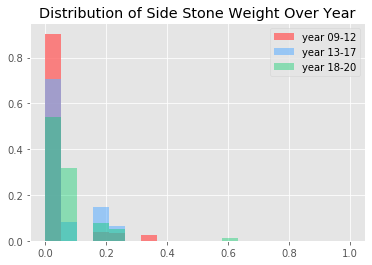 Distribution of Side Stone Weight Over Year
year 09-12
year 13-17
year 18-20
0.8
0.6
0.4
0.2
0.0
0.0 0.2 0.4 0.6 0.8 1.0